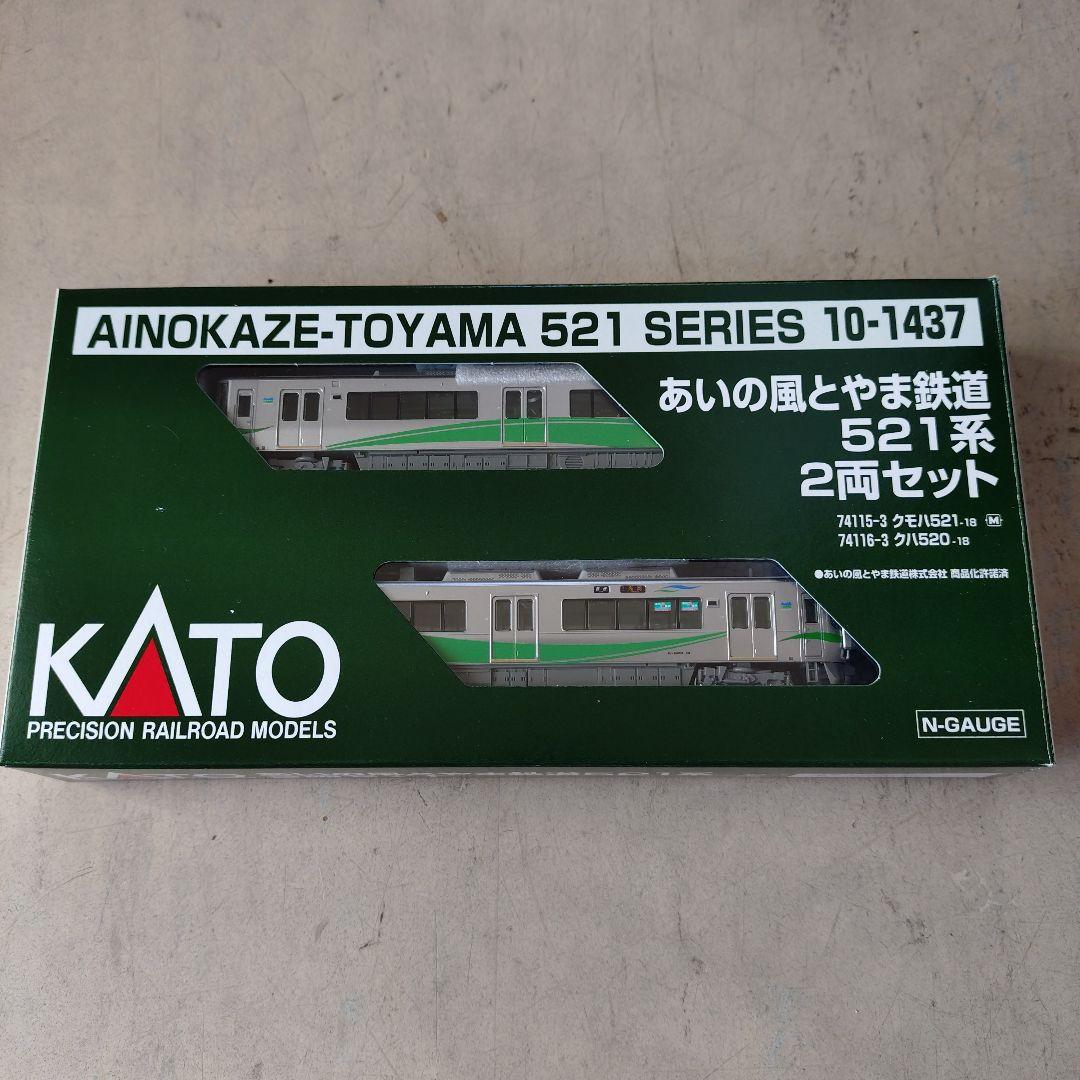 AINOKAZE-TOYAMA 521 SERIES 10-1437
あいの風とやま鉄道
521系
2両セット
74115-3 クモハ521-18 M
74116-3 クハ520-18
●あいの風とやま鉄道株式会社 商品化許諾済
KATO
PRECISION RAILROAD MODELS
N-GAUGE